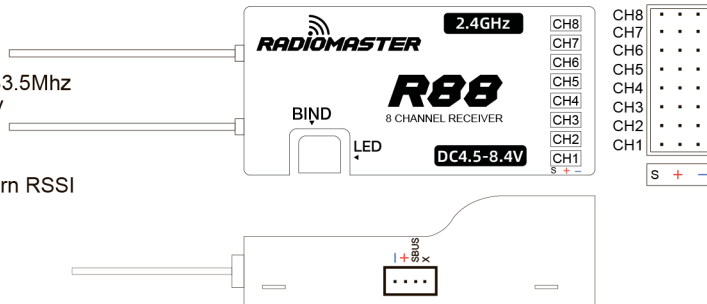 3.5Mhz
rn RSSI
RADIOMASTER
2.4GHz
R88
8 CHANNEL RECEIVER
BIND
LED
DC4.5-8.4V
CH8
CH7
CH6
CH5
CH4
CH3
CH2
CH1
S + –
CH8
CH7
CH6
CH5
CH4
CH3
CH2
CH1
S + –
– + SBUS X